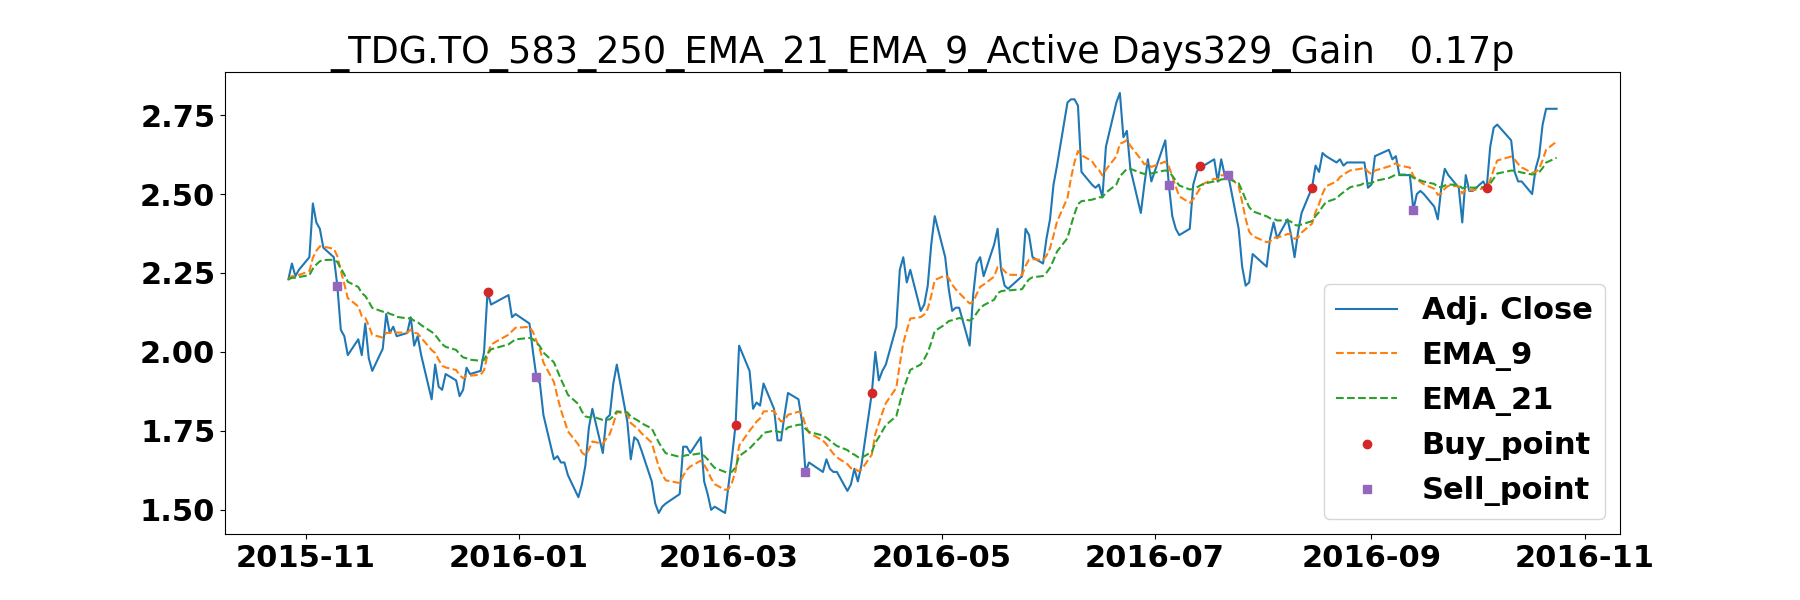 _TDG.TO_583_250_EMA_21_EMA_9_Active Days329_Gain   0.17p
2.75
2.50
2.25
2.00
1.75
1.50
Adj. Close
EMA_9
EMA_21
Buy_point
Sell_point
2015-11 2016-01 2016-03 2016-05 2016-07 2016-09 2016-11